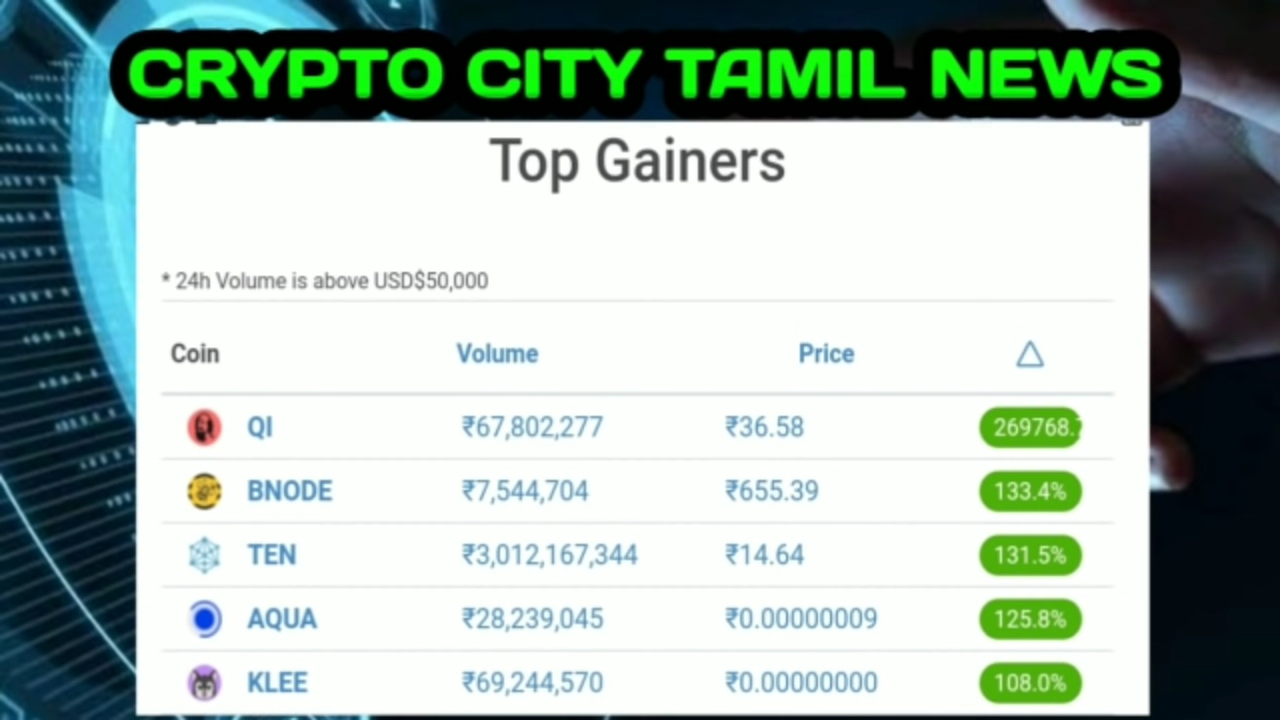 CRYPTO CITY TAMIL NEWS
Top Gainers
* 24h Volume is above USD$50,000
Coin Volume Price △
QI ₹67,802,277 ₹36.58 269768.
BNODE ₹7,544,704 ₹655.39 133.4%
TEN ₹3,012,167,344 ₹14.64 131.5%
AQUA ₹28,239,045 ₹0.00000009 125.8%
KLEE ₹69,244,570 ₹0.00000000 108.0%